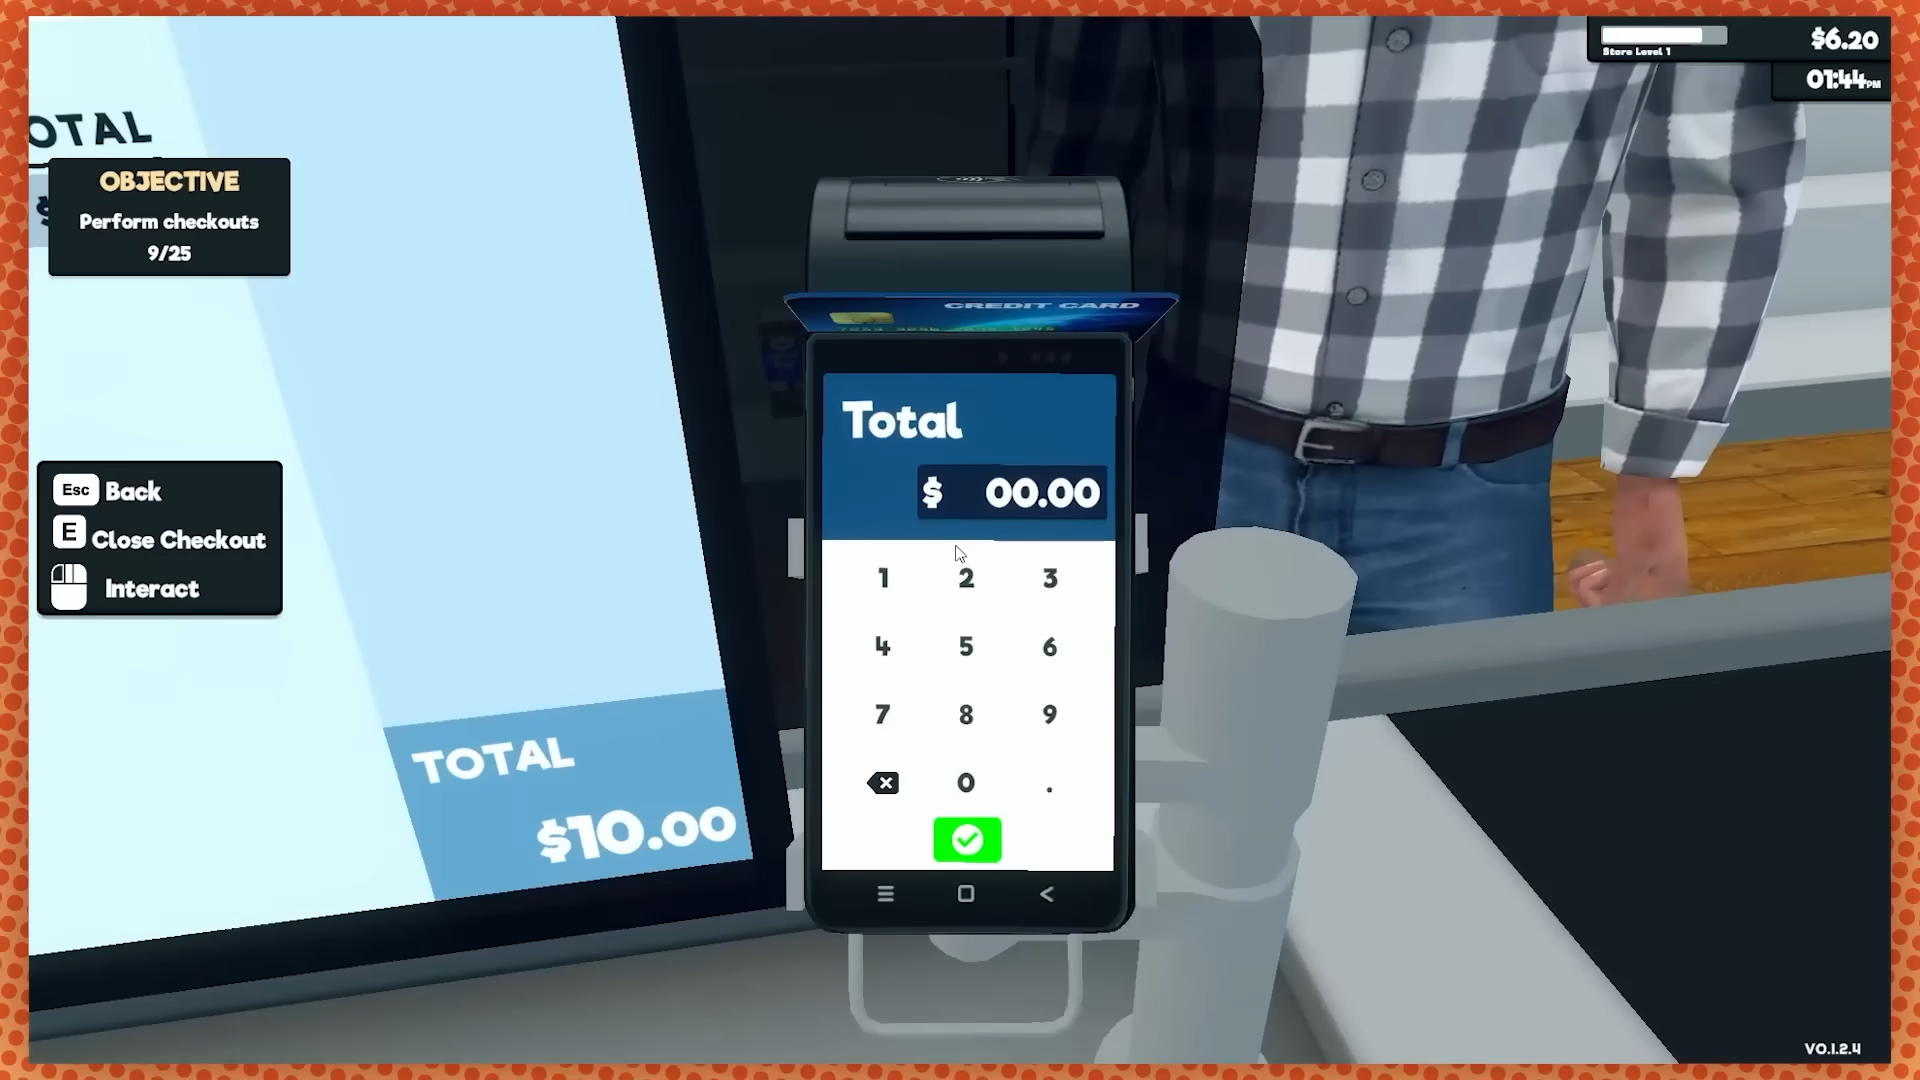 OTAL
OBJECTIVE
Perform checkouts
9/25
Esc Back
E Close Checkout
Interact
TOTAL
$10.00
CREDIT CARD
Total
$ 00.00
1 2 3
4 5 6
7 8 9
0 .
Store Level 1
$6.20
01:44PM
V0.1.2.4